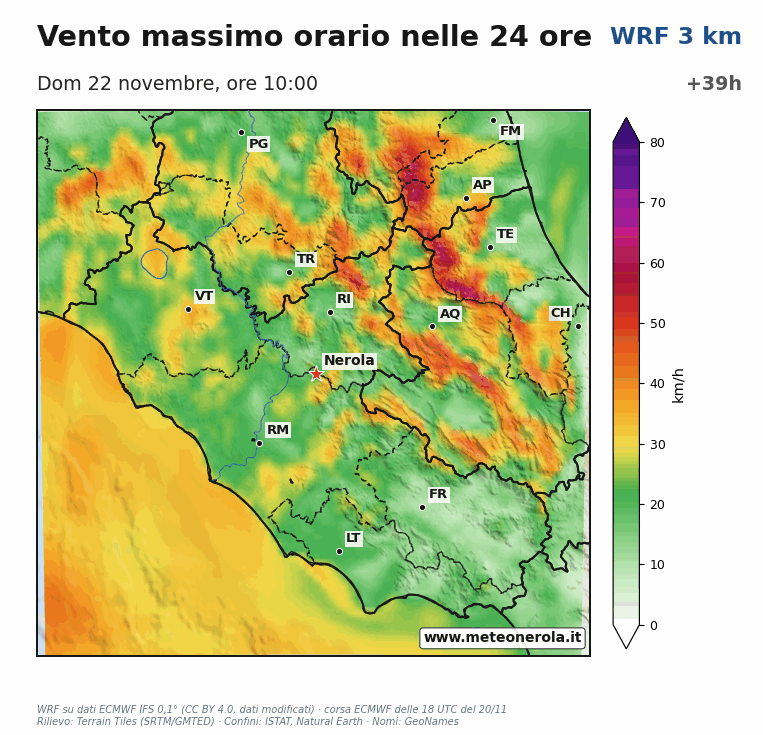 Vento massimo orario nelle 24 ore WRF 3 km
Dom 22 novembre, ore 10:00 +39h
FM
PG
AP
TE
TR
VT
RI
AQ
CH
Nerola
RM
FR
LT
www.meteonerola.it
80
70
60
50
40
30
20
10
0
km/h
WRF su dati ECMWF IFS 0,1° (CC BY 4.0, dati modificati) · corsa ECMWF delle 18 UTC del 20/11
Rilievo: Terrain Tiles (SRTM/GMTED) · Confini: ISTAT, Natural Earth · Nomi: GeoNames